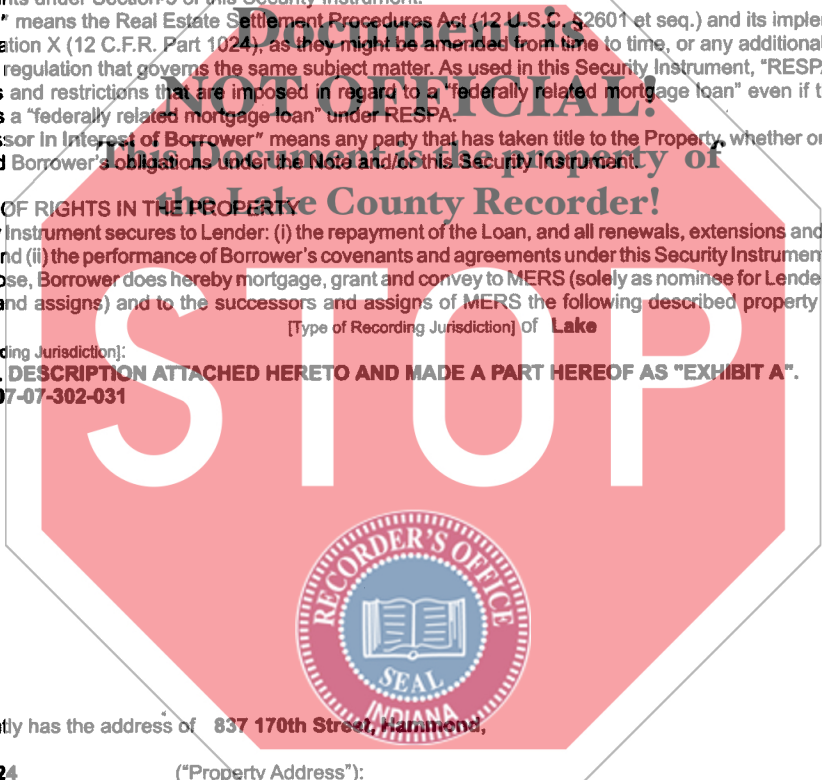 nts under Section 3 of this Security Instrument.
" means the Real Estate Settlement Procedures Act (12 U.S.C. §2601 et seq.) and its imple
ation X (12 C.F.R. Part 1024), as they might be amended from time to time, or any additional
regulation that governs the same subject matter. As used in this Security Instrument, "RESPA
s and restrictions that are imposed in regard to a "federally related mortgage loan" even if t
s a "federally related mortgage loan" under RESPA.
ssor In Interest of Borrower" means any party that has taken title to the Property, whether or
d Borrower's obligations under the Note and/or this Security Instrument.
Document is
NOT OFFICIAL!
This Document is the property of
the Lake County Recorder!
OF RIGHTS IN THE PROPERTY
Instrument secures to Lender: (i) the repayment of the Loan, and all renewals, extensions and
nd (ii) the performance of Borrower's covenants and agreements under this Security Instrumen
ose, Borrower does hereby mortgage, grant and convey to MERS (solely as nominee for Lende
and assigns) and to the successors and assigns of MERS the following described property
[Type of Recording Jurisdiction] of Lake
ding Jurisdiction]:
DESCRIPTION ATTACHED HERETO AND MADE A PART HEREOF AS "EXHIBIT A".
07-07-302-031
STOP
RECORDER'S OFFICE
SEAL
INDIANA
tly has the address of 837 170th Street, Hammond,
24 ("Property Address"):